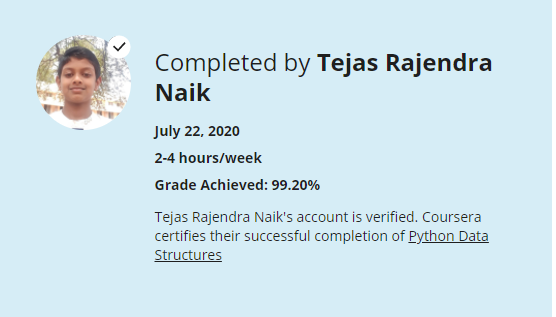 Completed by Tejas Rajendra
Naik
July 22, 2020
2-4 hours/week
Grade Achieved: 99.20%
Tejas Rajendra Naik's account is verified. Coursera
certifies their successful completion of Python Data
Structures